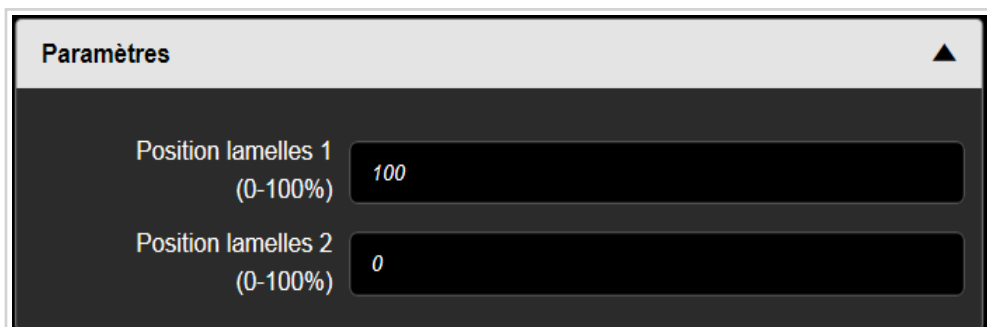 Paramètres
Position lamelles 1
(0-100%)
100
Position lamelles 2
(0-100%)
0